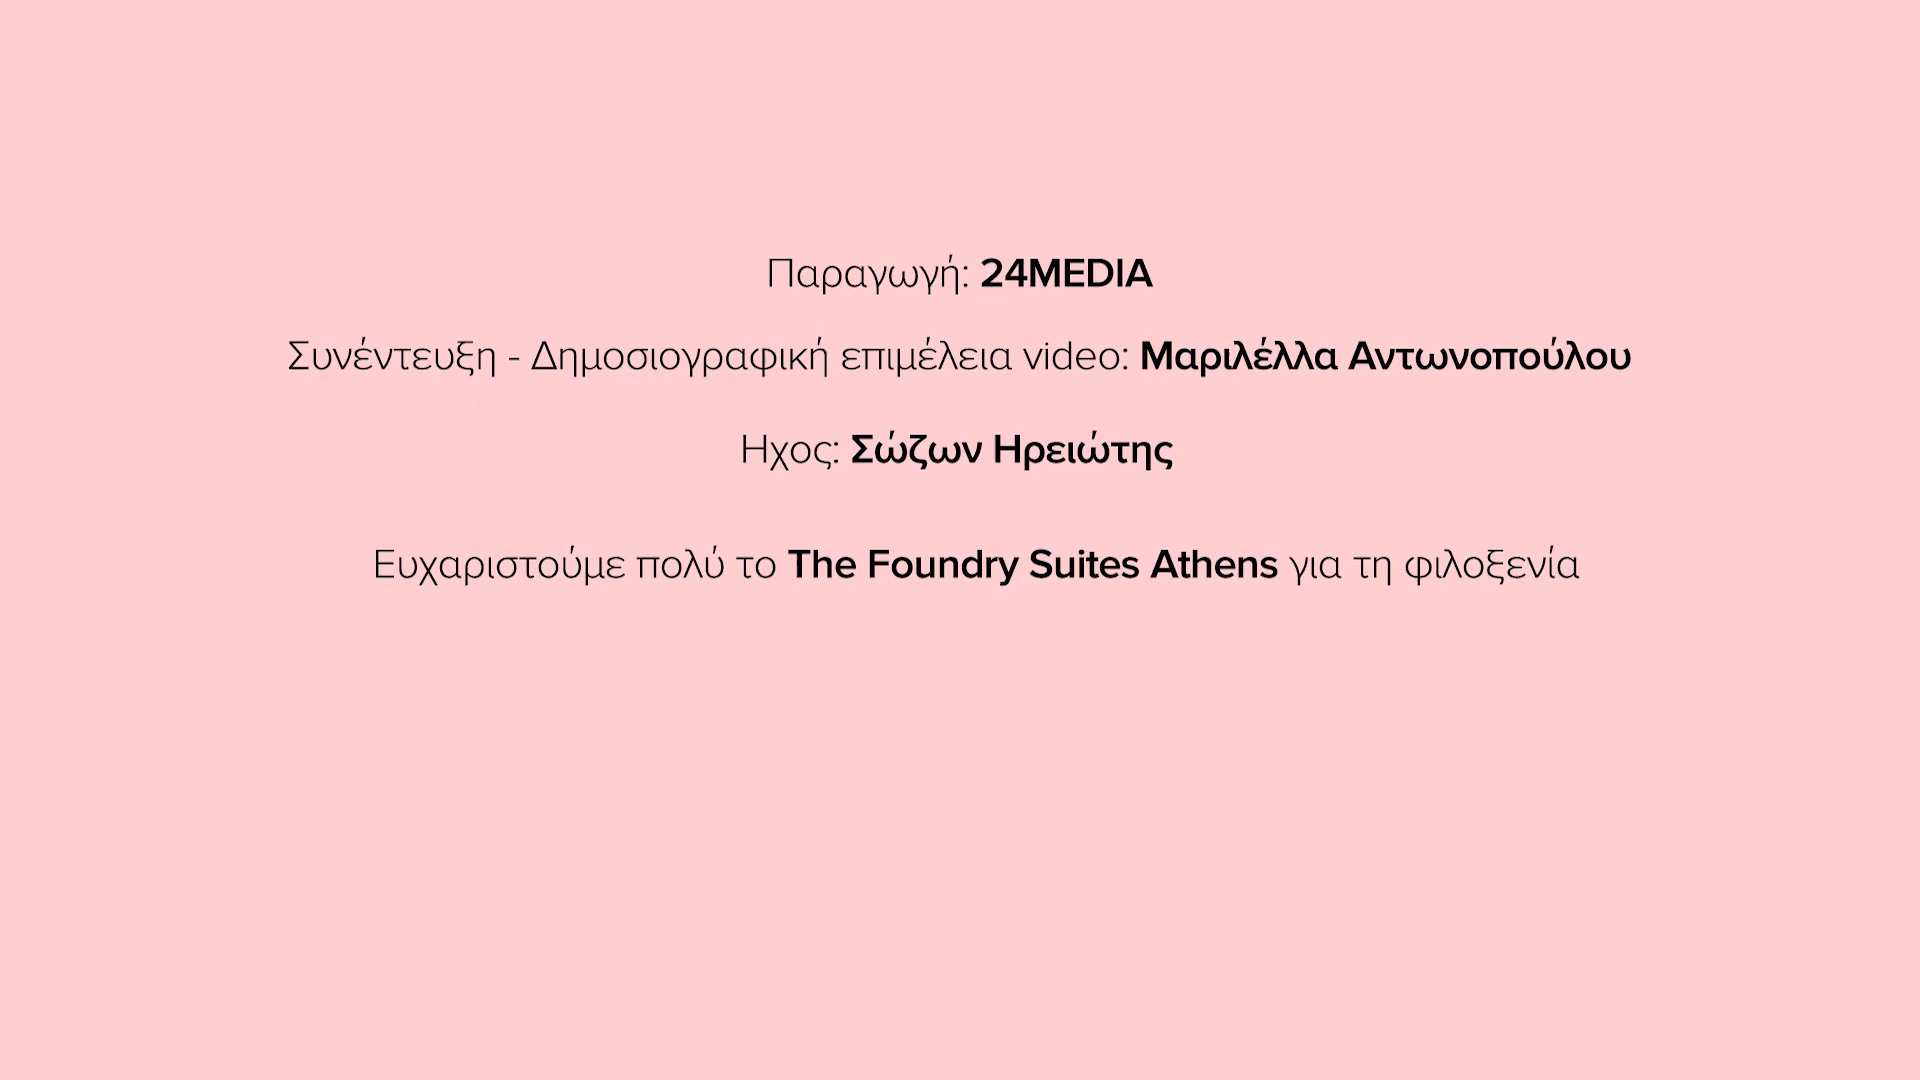 Παραγωγή: 24MEDIA
Συνέντευξη - Δημοσιογραφική επιμέλεια video: Μαριλέλλα Αντωνοπούλου
Ηχος: Σώζων Ηρειώτης
Ευχαριστούμε πολύ το The Foundry Suites Athens για τη φιλοξενία